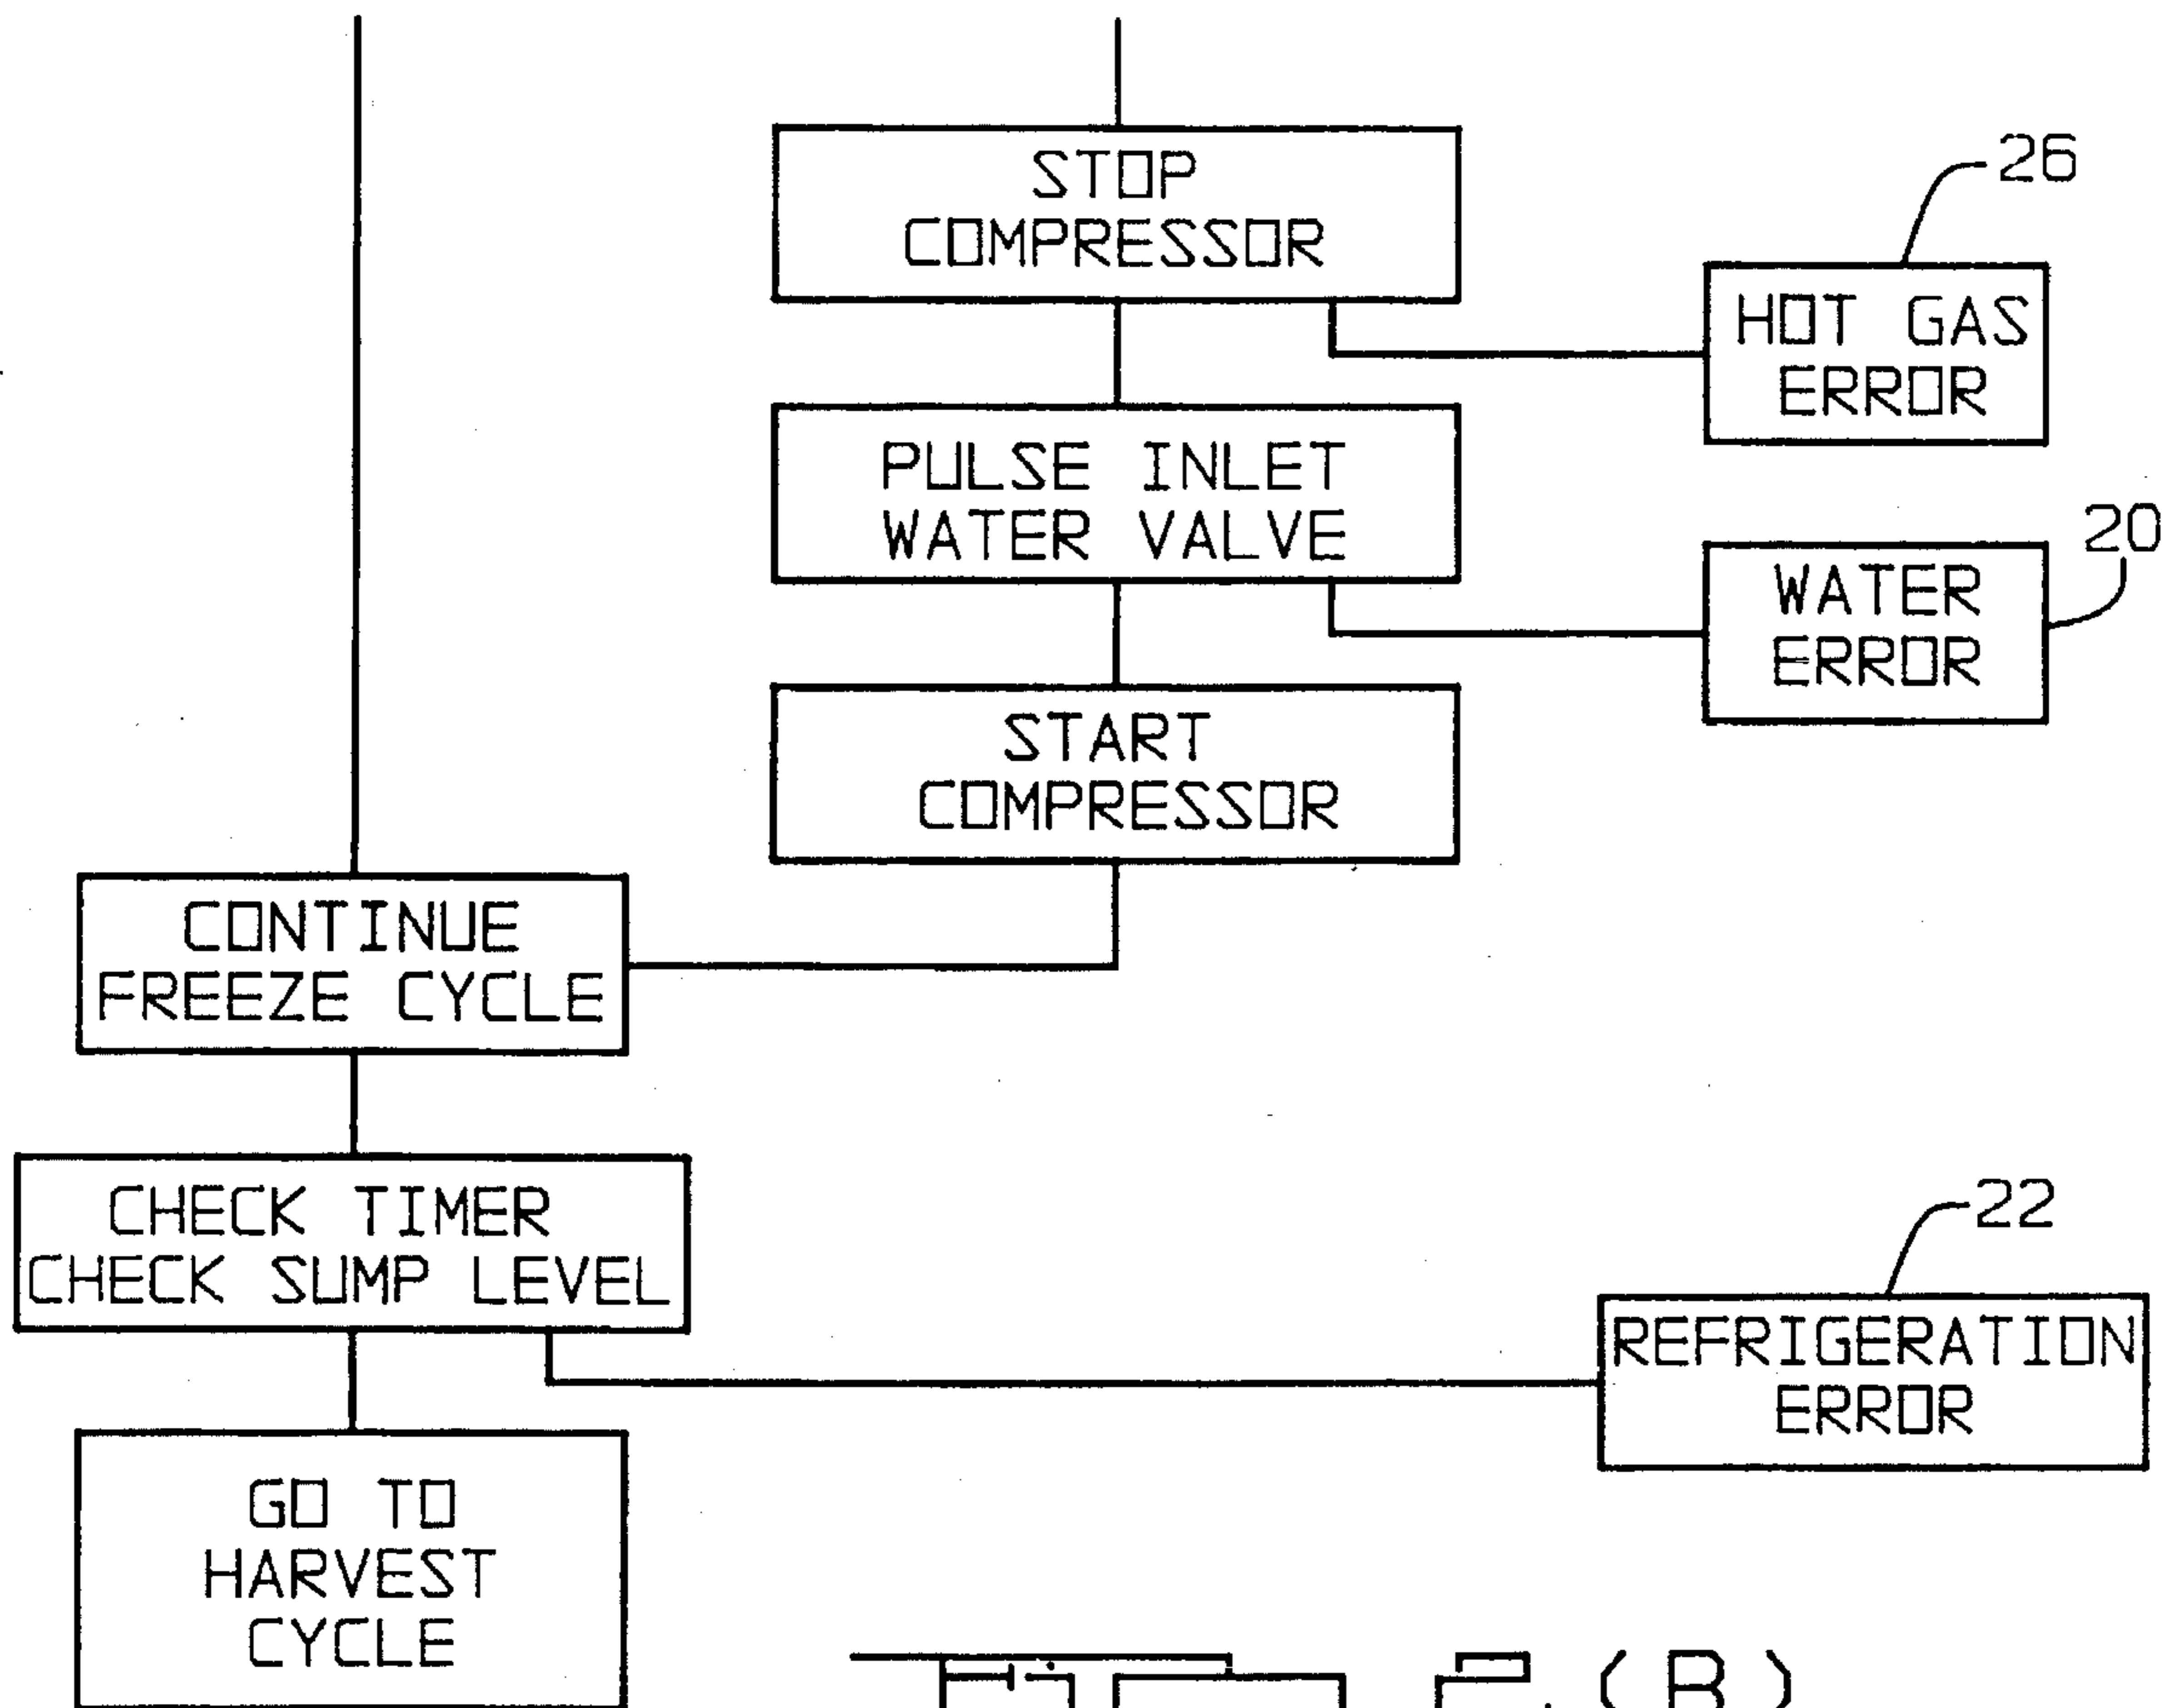 STOP
COMPRESSOR
26
HOT GAS
ERROR
PULSE INLET
WATER VALVE
20
WATER
ERROR
START
COMPRESSOR
CONTINUE
FREEZE CYCLE
CHECK TIMER
CHECK SUMP LEVEL
22
REFRIGERATION
ERROR
GO TO
HARVEST
CYCLE
(B)